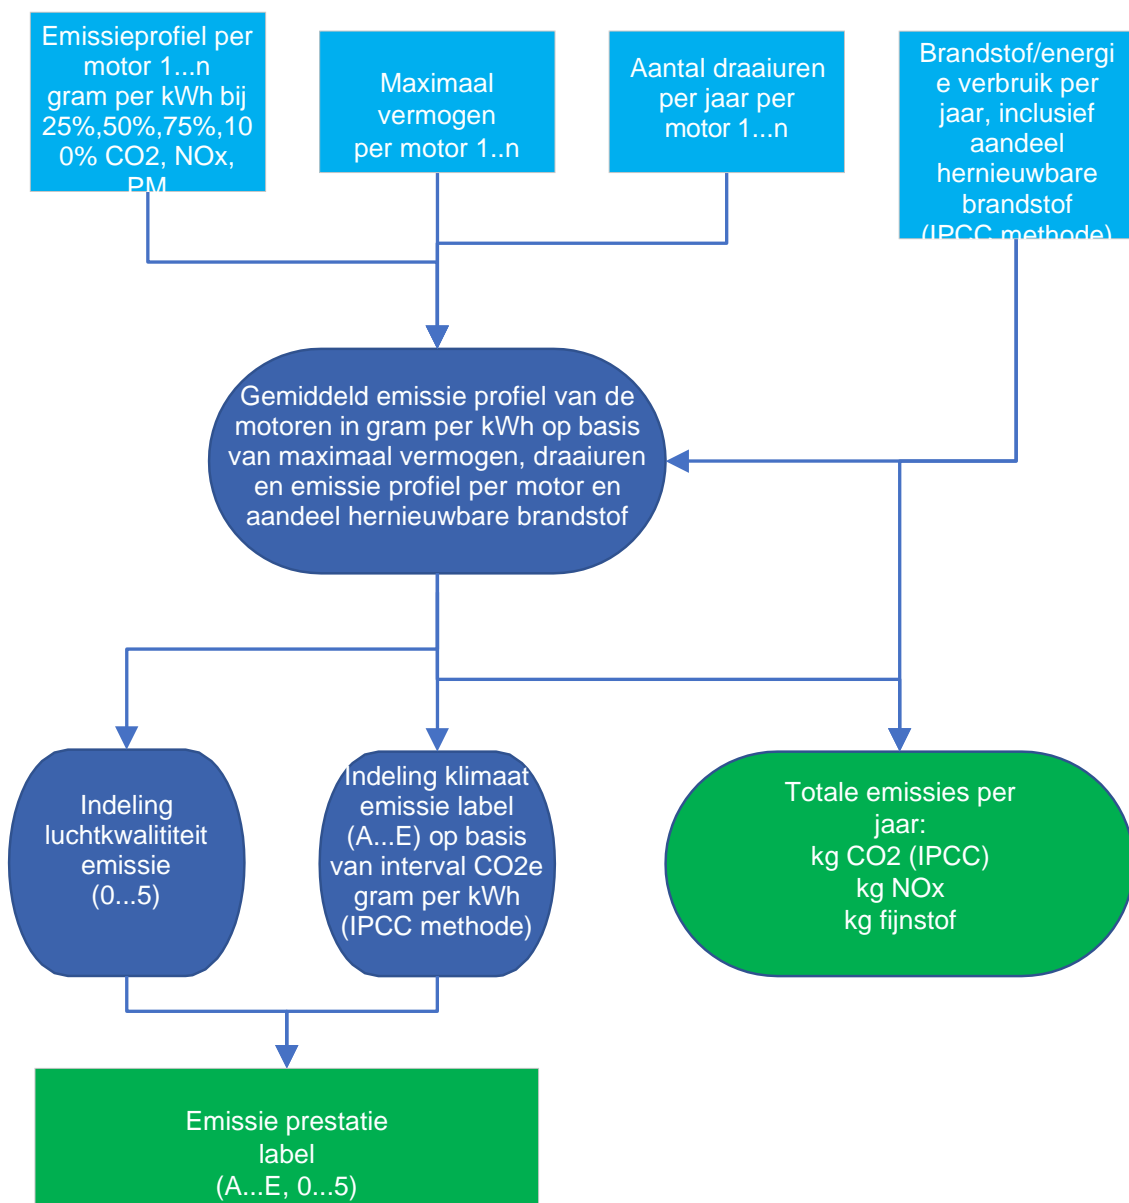 Emissieprofiel per
motor 1...n
gram per kWh bij
25%,50%,75%,10
0% CO2, NOx,
PM
Maximaal
vermogen
per motor 1..n
Aantal draaiuren
per jaar per
motor 1...n
Brandstof/energi
e verbruik per
jaar, inclusief
aandeel
hernieuwbare
brandstof
(IPCC methode)
Gemiddeld emissie profiel van de
motoren in gram per kWh op basis
van maximaal vermogen, draaiuren
en emissie profiel per motor en
aandeel hernieuwbare brandstof
Indeling
luchtkwalititeit
emissie
(0...5)
Indeling klimaat
emissie label
(A...E) op basis
van interval CO2e
gram per kWh
(IPCC methode)
Totale emissies per
jaar:
kg CO2 (IPCC)
kg NOx
kg fijnstof
Emissie prestatie
label
(A...E, 0...5)